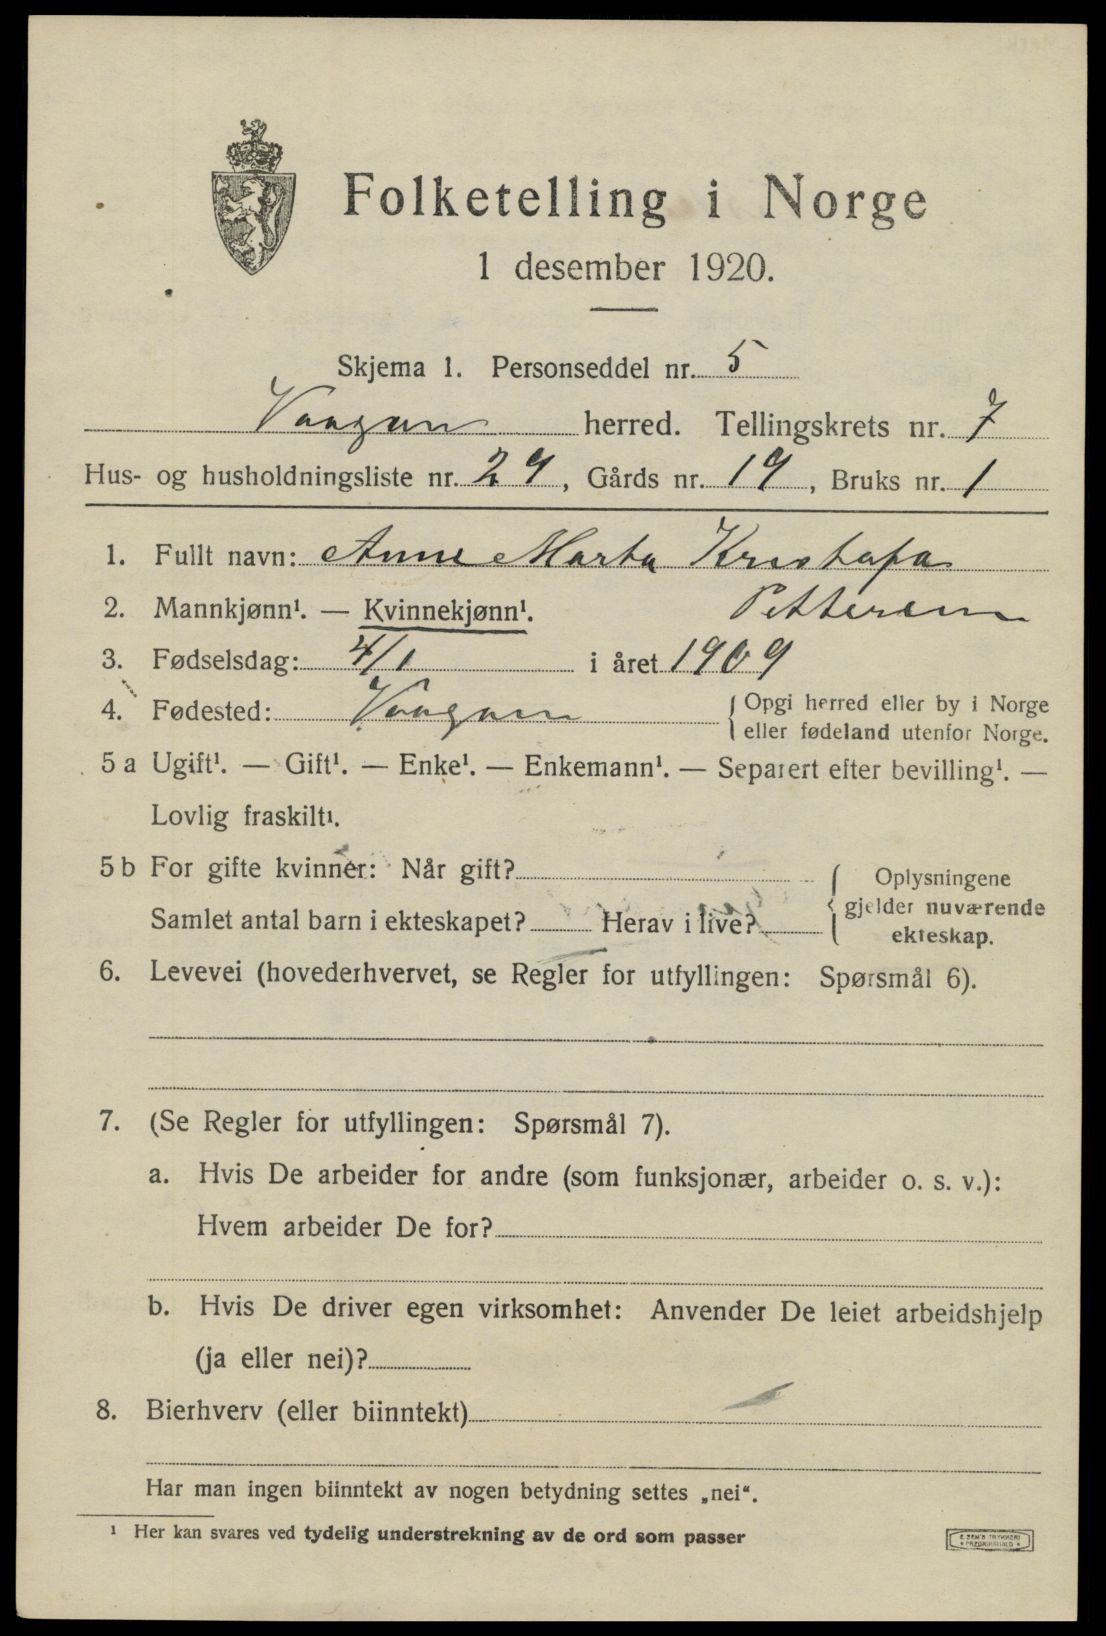 Folketelling i Norge
1 desember 1920.
Skjema 1. Personseddel nr. 5
Vaagan herred. Tellingskrets nr. 7
Hus- og husholdningsliste nr. 29, Gårds nr. 19, Bruks nr. 1
1. Fullt navn: Anne Marta Kristofa
2. Mannkjønn¹. — Kvinnekjønn¹. Pettersen
3. Fødselsdag: 4/1 i året 1909
4. Fødested: Vaagan { Opgi herred eller by i Norge
eller fødeland utenfor Norge.
5 a Ugift¹. — Gift¹. — Enke¹. — Enkemann¹. — Separert efter bevilling¹. —
Lovlig fraskilt¹.
5 b For gifte kvinner: Når gift?
Samlet antal barn i ekteskapet? Herav i live? { Oplysningene
gjelder nuværende
ekteskap.
6. Levevei (hovederhvervet, se Regler for utfyllingen: Spørsmål 6).
7. (Se Regler for utfyllingen: Spørsmål 7).
a. Hvis De arbeider for andre (som funksjonær, arbeider o. s. v.):
Hvem arbeider De for?
b. Hvis De driver egen virksomhet: Anvender De leiet arbeidshjelp
(ja eller nei)?
8. Bierhverv (eller biinntekt)
Har man ingen biinntekt av nogen betydning settes „nei“.
¹ Her kan svares ved tydelig understrekning av de ord som passer